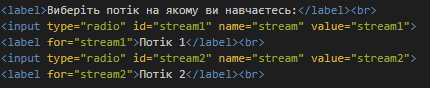 <label>Виберіть потік на якому ви навчаєтесь:</label><br>
<input type="radio" id="stream1" name="stream" value="stream1">
<label for="stream1">Потік 1</label><br>
<input type="radio" id="stream2" name="stream" value="stream2">
<label for="stream2">Потік 2</label><br>